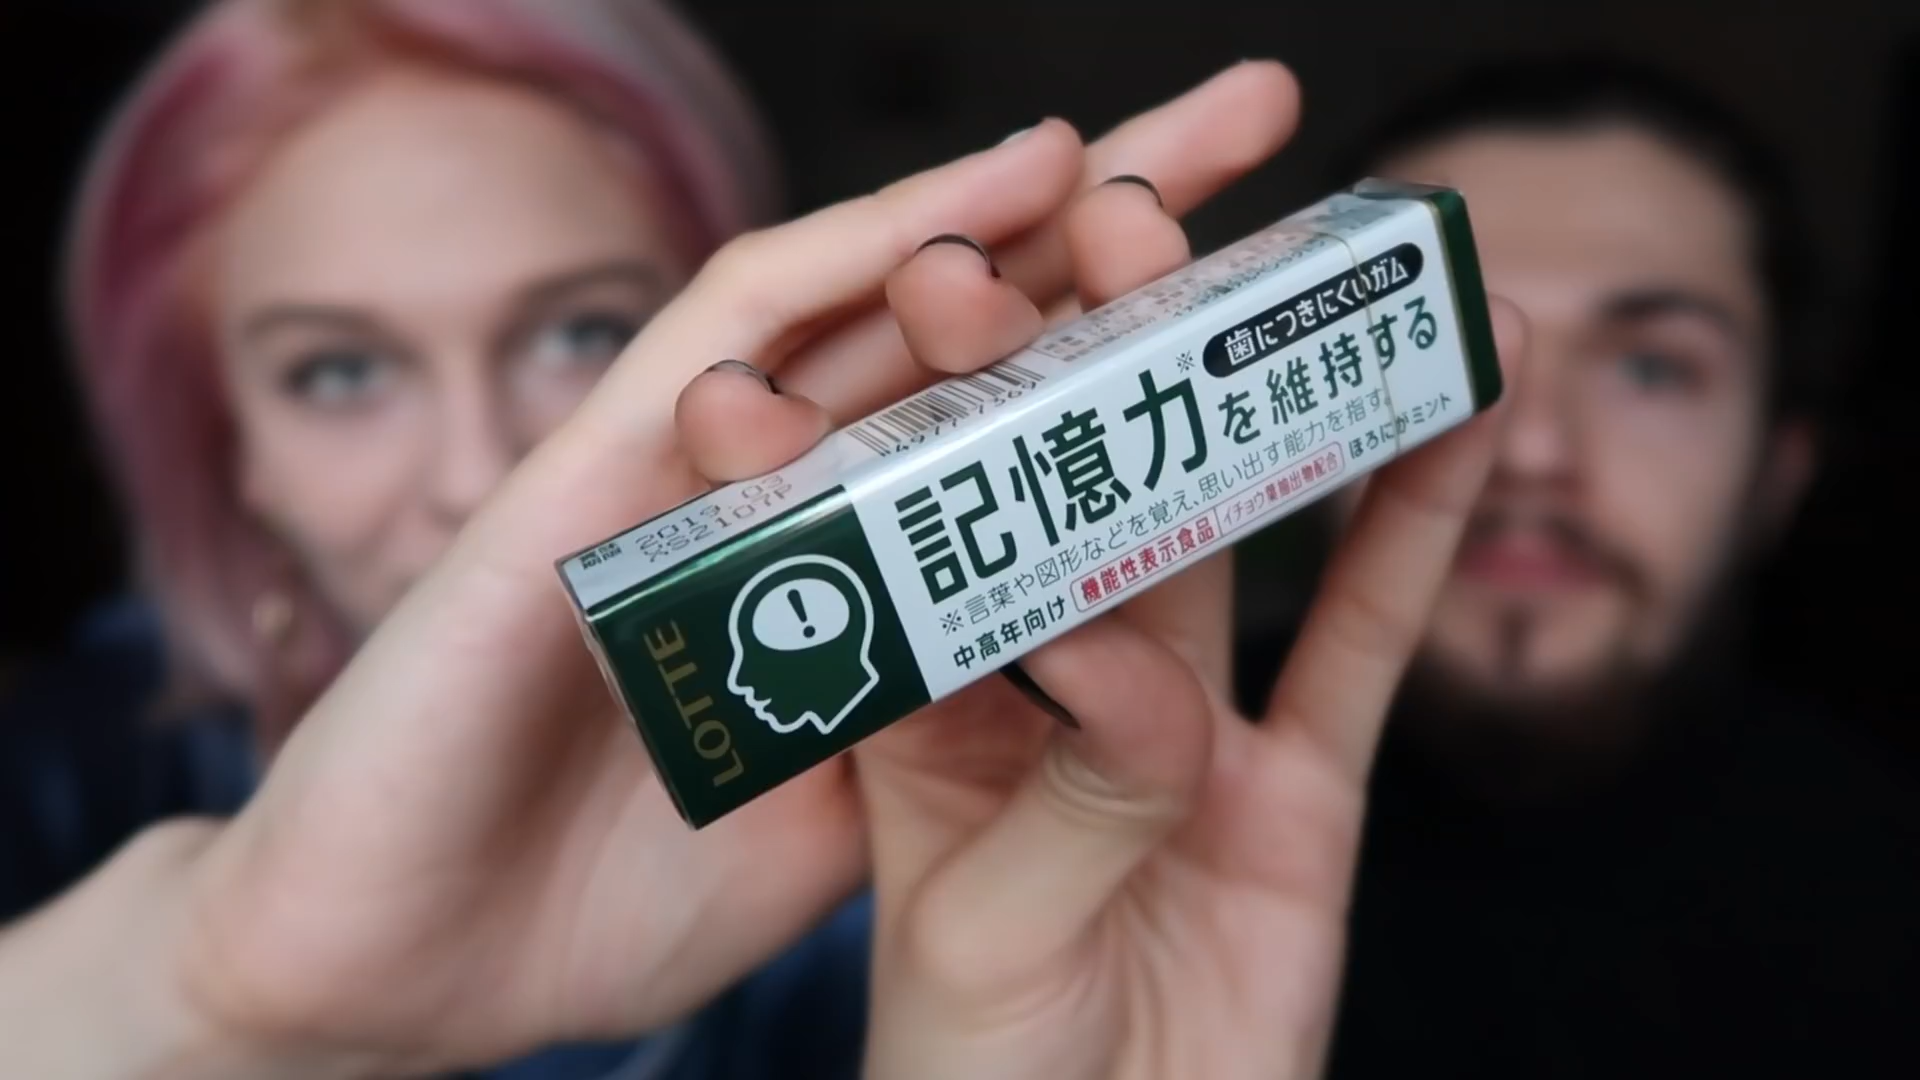 歯につきにくいガム
記憶力※を維持する
※言葉や図形などを覚え、思い出す能力を指す。
中高年向け 機能性表示食品 イチョウ葉抽出物配合 ほろにがミント
LOTTE
2019.03
XS2107P